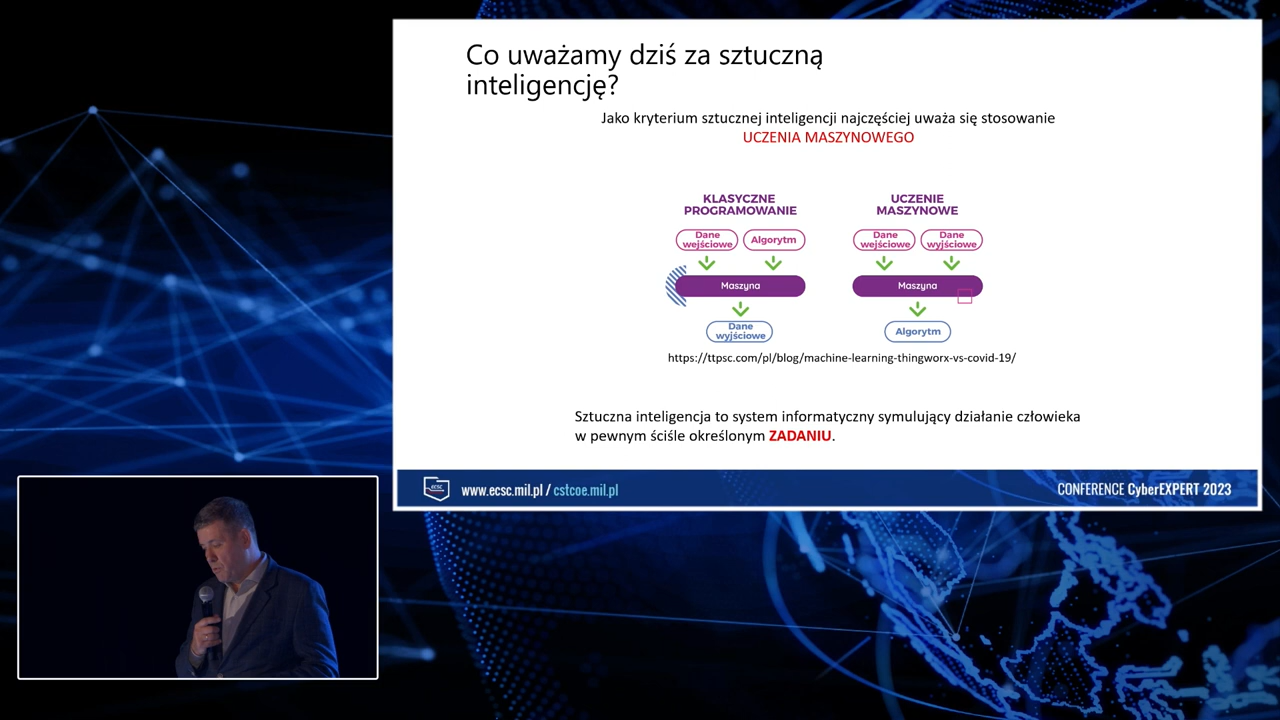 Co uważamy dziś za sztuczną
inteligencję?
Jako kryterium sztucznej inteligencji najczęściej uważa się stosowanie
UCZENIA MASZYNOWEGO
KLASYCZNE
PROGRAMOWANIE
Dane
wejściowe
Algorytm
Maszyna
Dane
wyjściowe
UCZENIE
MASZYNOWE
Dane
wejściowe
Dane
wyjściowe
Maszyna
Algorytm
https://ttpsc.com/pl/blog/machine-learning-thingworx-vs-covid-19/
Sztuczna inteligencja to system informatyczny symulujący działanie człowieka
w pewnym ściśle określonym ZADANIU.
ecsc
www.ecsc.mil.pl / cstcoe.mil.pl
CONFERENCE CyberEXPERT 2023